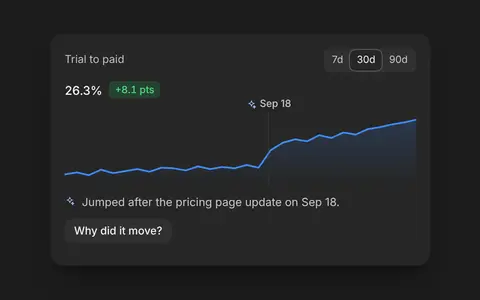 Trial to paid
7d 30d 90d
26.3% +8.1 pts
Sep 18
Jumped after the pricing page update on Sep 18.
Why did it move?